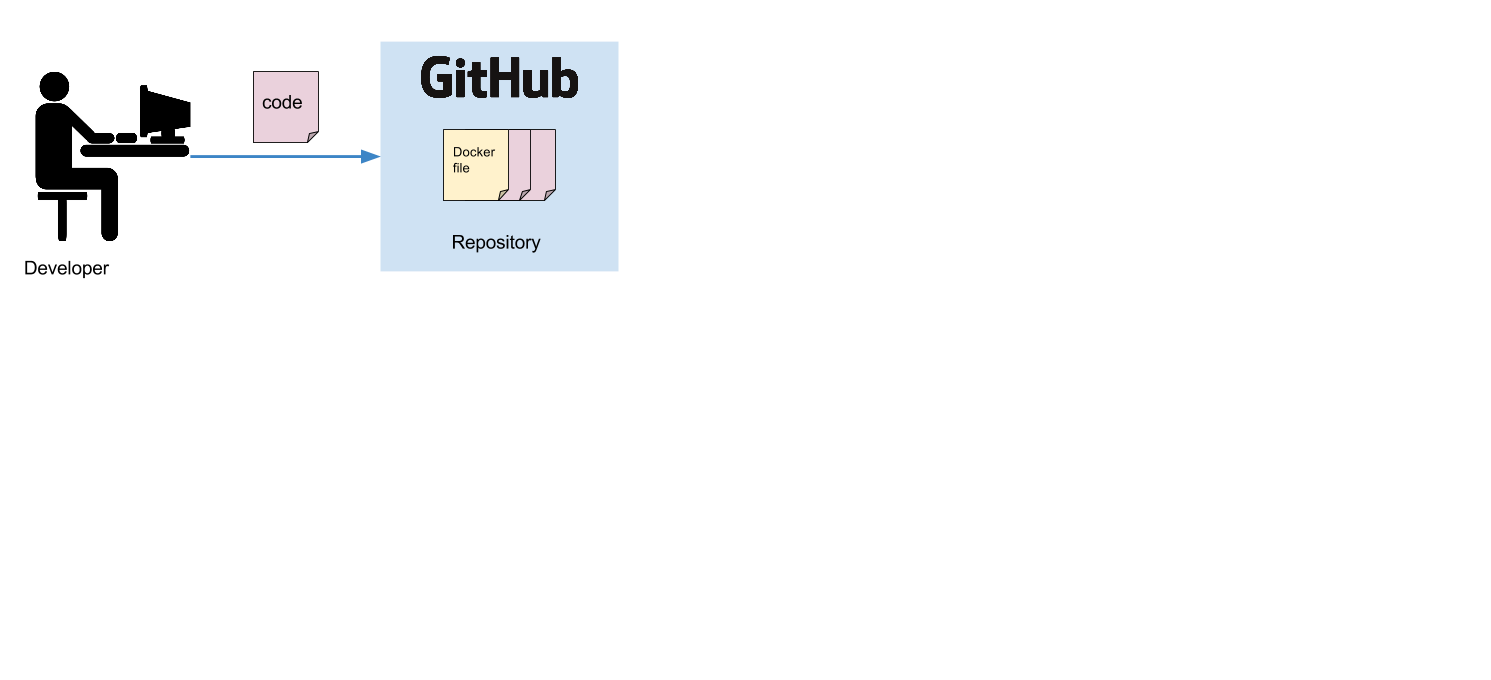 GitHub
code
Docker
file
Repository
Developer